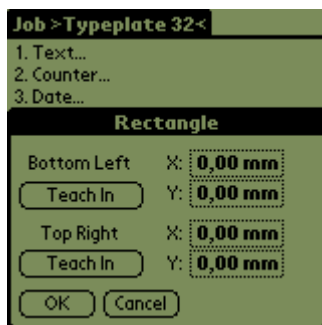 Job >Typeplate 32<
1. Text...
2. Counter...
3. Date...
Rectangle
Bottom Left X: 0,00 mm
Teach In Y: 0,00 mm
Top Right X: 0,00 mm
Teach In Y: 0,00 mm
OK Cancel